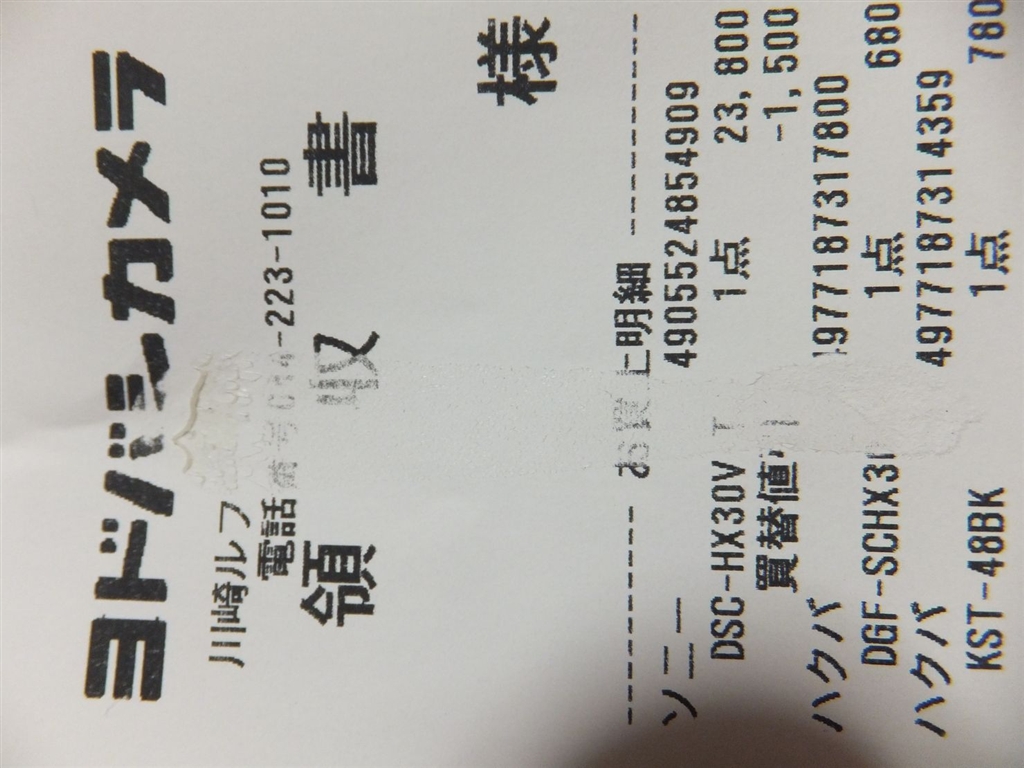 ヨドバシカメラ
川崎ルフ
電話番号014-223-1010
領 収 書
様
お買上明細
ソニー 4905524854909
DSC-HX30V T 1点 23,800
買替値 -1,500
ハクバ 4977187317800
DGF-SCHX3 1点 680
ハクバ 4977187314359
KST-48BK 1点 780